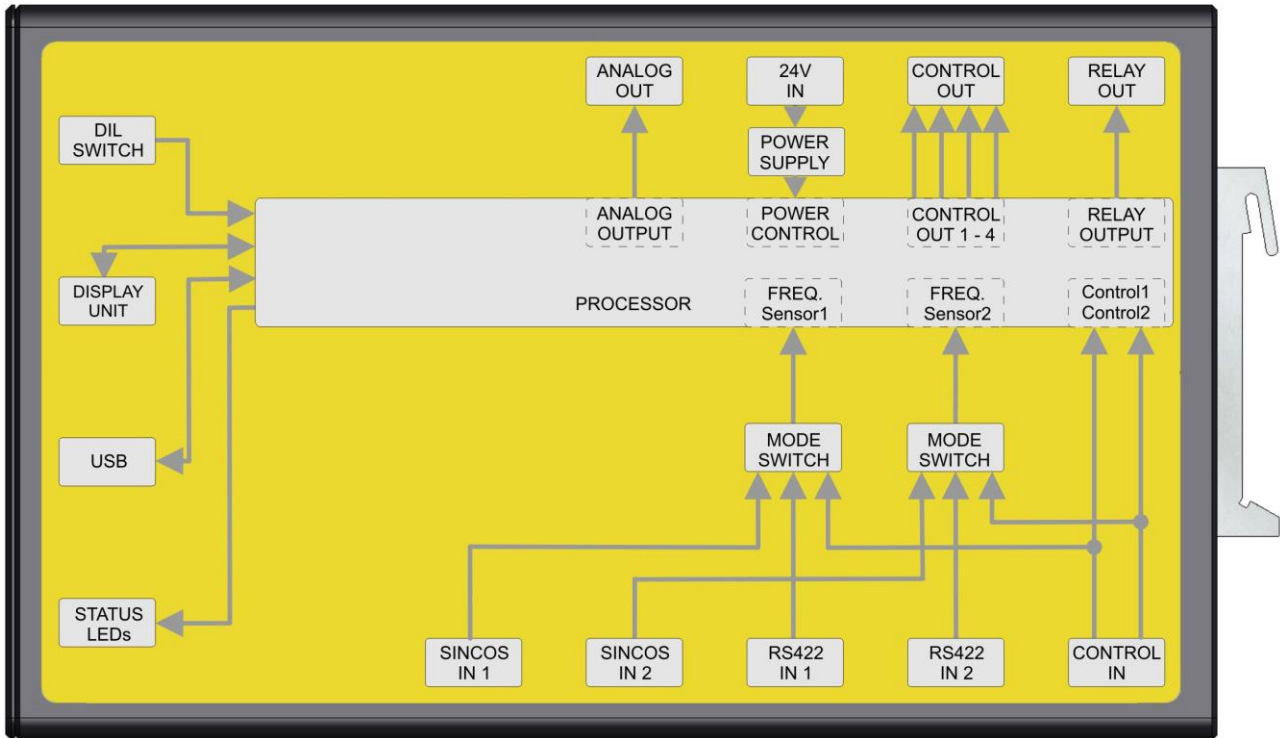 ANALOG
OUT
24V
IN
CONTROL
OUT
RELAY
OUT
DIL
SWITCH
POWER
SUPPLY
ANALOG
OUTPUT
POWER
CONTROL
CONTROL
OUT 1 - 4
RELAY
OUTPUT
DISPLAY
UNIT
PROCESSOR
FREQ.
Sensor1
FREQ.
Sensor2
Control1
Control2
USB
MODE
SWITCH
MODE
SWITCH
STATUS
LEDs
SINCOS
IN 1
SINCOS
IN 2
RS422
IN 1
RS422
IN 2
CONTROL
IN